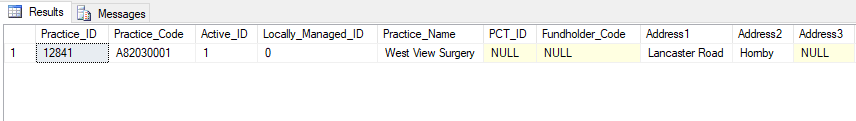 Results Messages
Practice_ID Practice_Code Active_ID Locally_Managed_ID Practice_Name PCT_ID Fundholder_Code Address1 Address2 Address3
1 12841 A82030001 1 0 West View Surgery NULL NULL Lancaster Road Hornby NULL